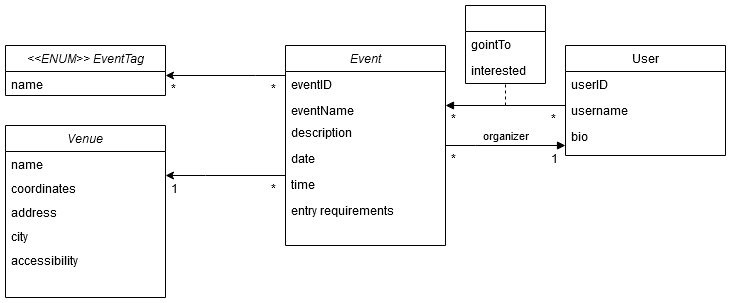 <<ENUM>> EventTag
name
* *
Venue
name
coordinates
address
city
accessibility
1 *
Event
eventID
eventName
description
date
time
entry requirements
gointTo
interested
* *
organizer
* 1
User
userID
username
bio